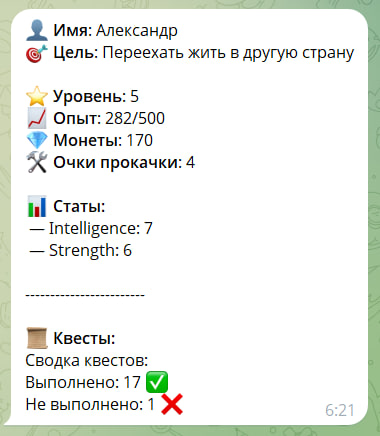 👤 Имя: Александр
🎯 Цель: Переехать жить в другую страну
⭐ Уровень: 5
📈 Опыт: 282/500
💎 Монеты: 170
🛠 Очки прокачки: 4
📊 Статы:
— Intelligence: 7
— Strength: 6
------------------------
📜 Квесты:
Сводка квестов:
Выполнено: 17 ✅
Не выполнено: 1 ❌
6:21